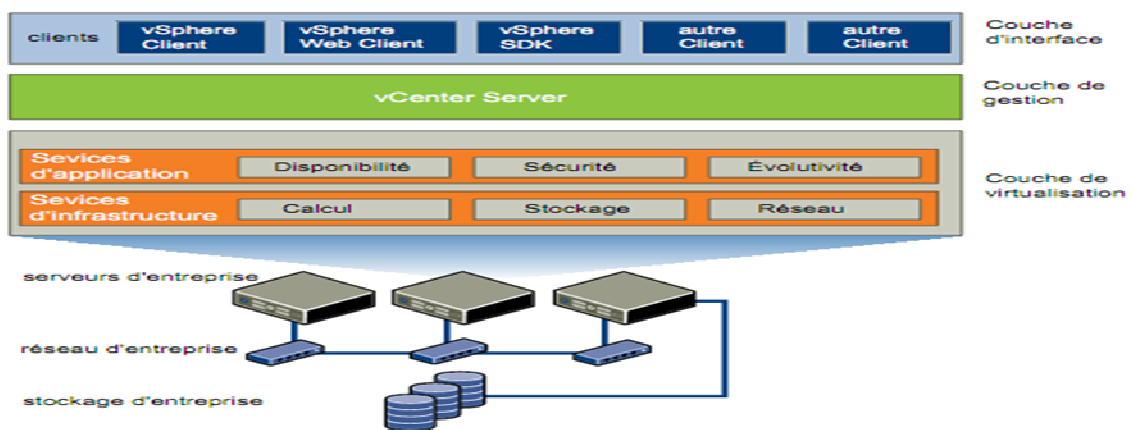 clients
vSphere
Client
vSphere
Web Client
vSphere
SDK
autre
Client
autre
Client
Couche
d'interface
vCenter Server
Couche de
gestion
Sevices
d'application
Disponibilité
Sécurité
Évolutivité
Sevices
d'infrastructure
Calcul
Stockage
Réseau
Couche de
virtualisation
serveurs d'entreprise
réseau d'entreprise
stockage d'entreprise